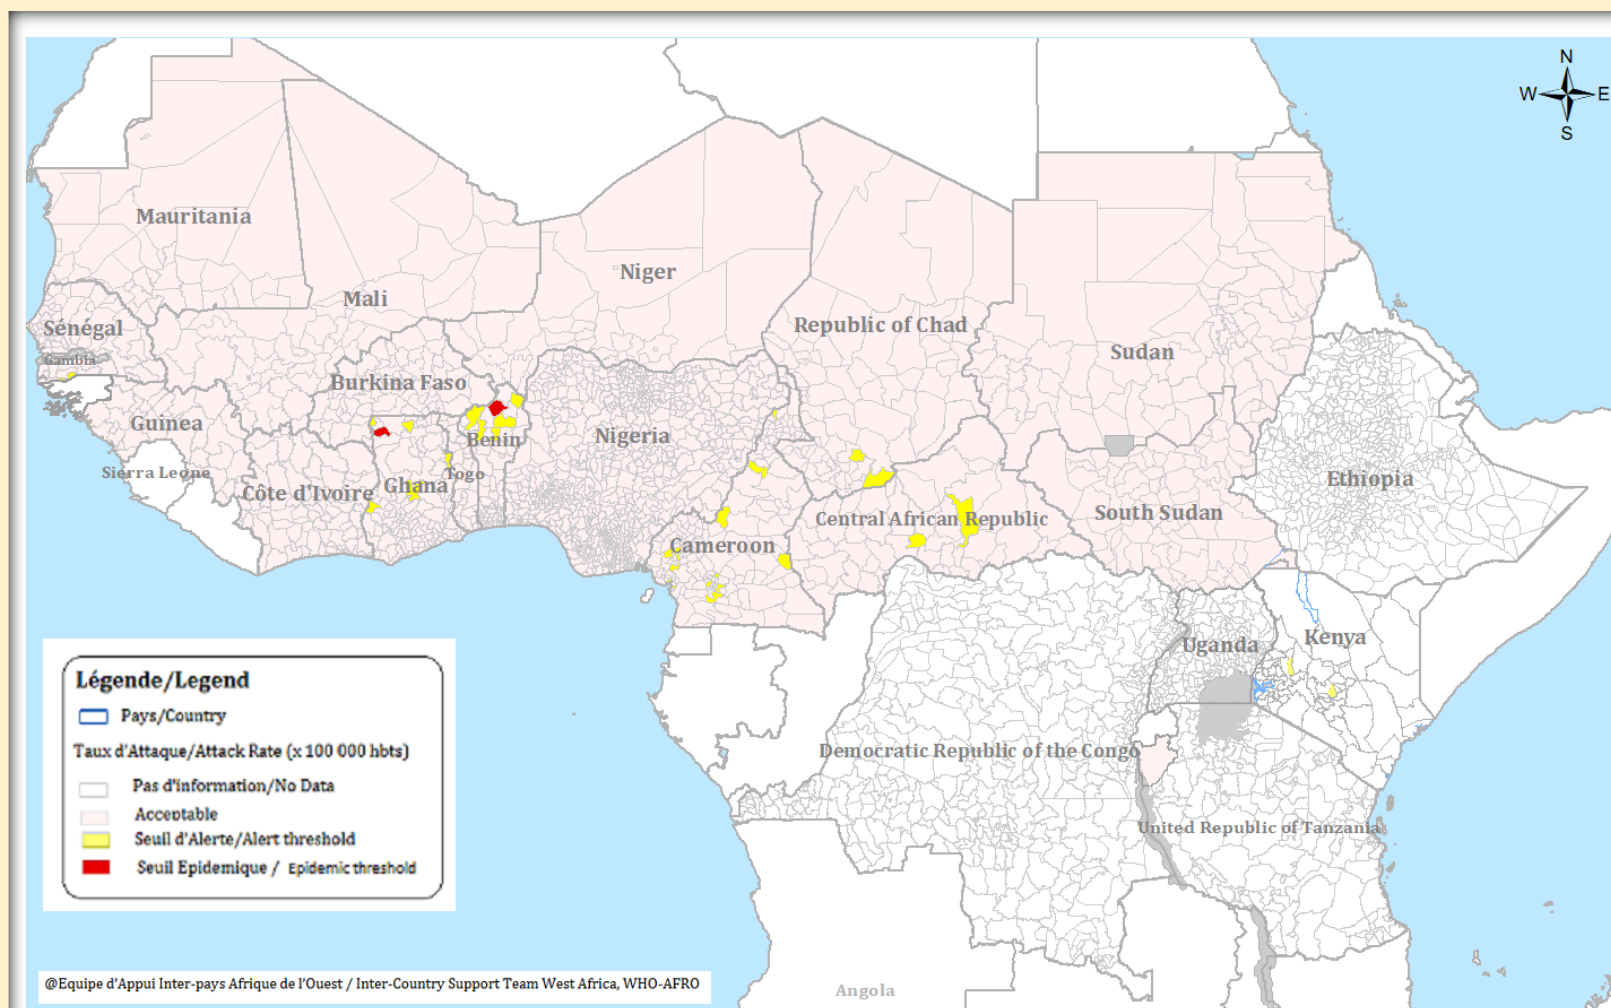 N
W E
S
Mauritania
Niger
Mali
Sénégal
Republic of Chad
Sudan
Gambia
Burkina Faso
Guinea
Benin
Nigeria
Sierra Leone
Togo
Ethiopia
Côte d'Ivoire
Ghana
Central African Republic
South Sudan
Cameroon
Uganda
Kenya
Democratic Republic of the Congo
United Republic of Tanzania
Angola
Légende/Legend
Pays/Country
Taux d'Attaque/Attack Rate (x 100 000 hbts)
Pas d'information/No Data
Acceptable
Seuil d'Alerte/Alert threshold
Seuil Epidemique / Epidemic threshold
@Equipe d'Appui Inter-pays Afrique de l'Ouest / Inter-Country Support Team West Africa, WHO-AFRO